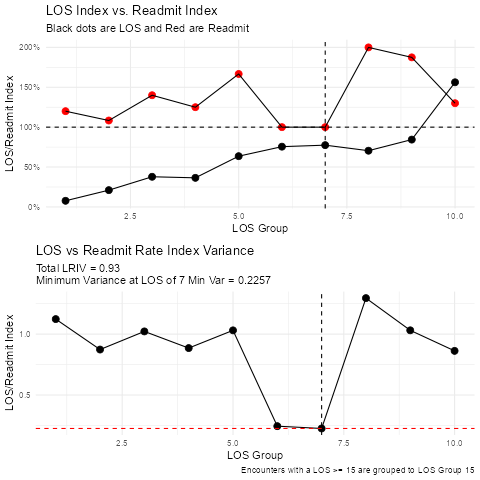 LOS Index vs. Readmit Index
Black dots are LOS and Red are Readmit
LOS/Readmit Index
200%
150%
100%
50%
0%
2.5 5.0 7.5 10.0
LOS Group
LOS vs Readmit Rate Index Variance
Total LRIV = 0.93
Minimum Variance at LOS of 7 Min Var = 0.2257
LOS/Readmit Index
1.0
0.5
2.5 5.0 7.5 10.0
LOS Group
Encounters with a LOS >= 15 are grouped to LOS Group 15